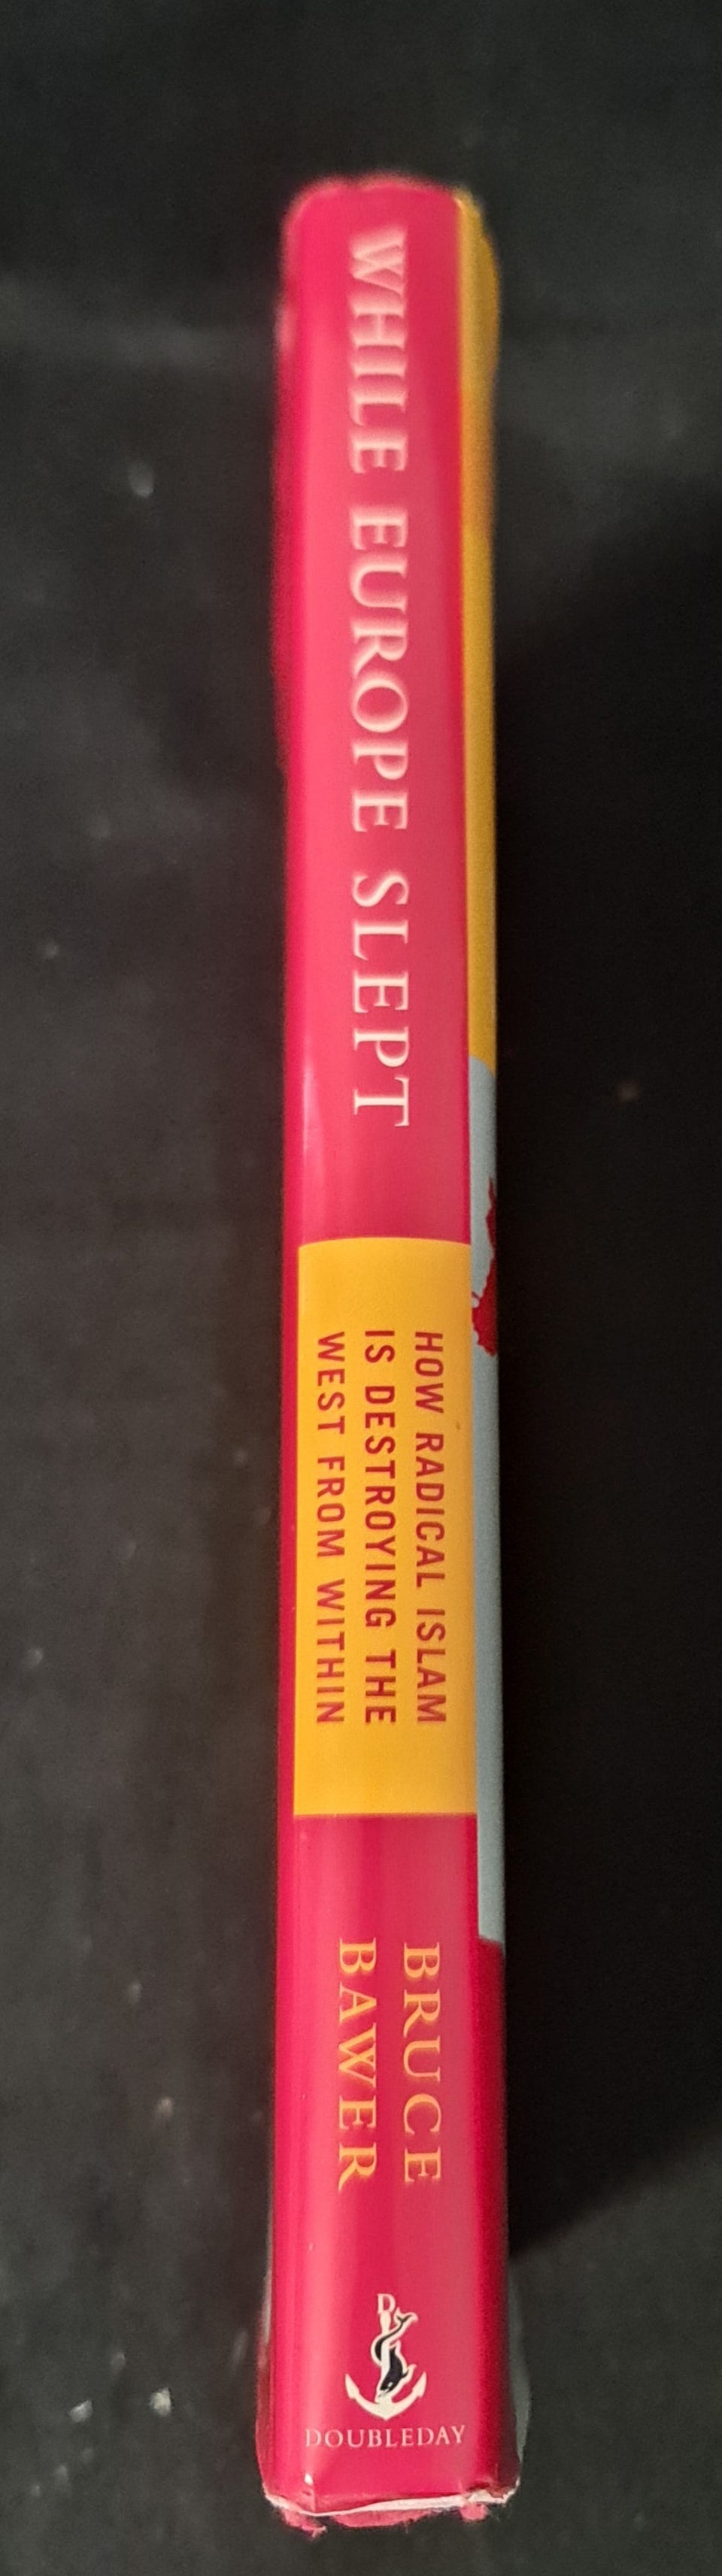 WHILE EUROPE SLEPT
HOW RADICAL ISLAM
IS DESTROYING THE
WEST FROM WITHIN
BRUCE
BAWER
D
DOUBLEDAY